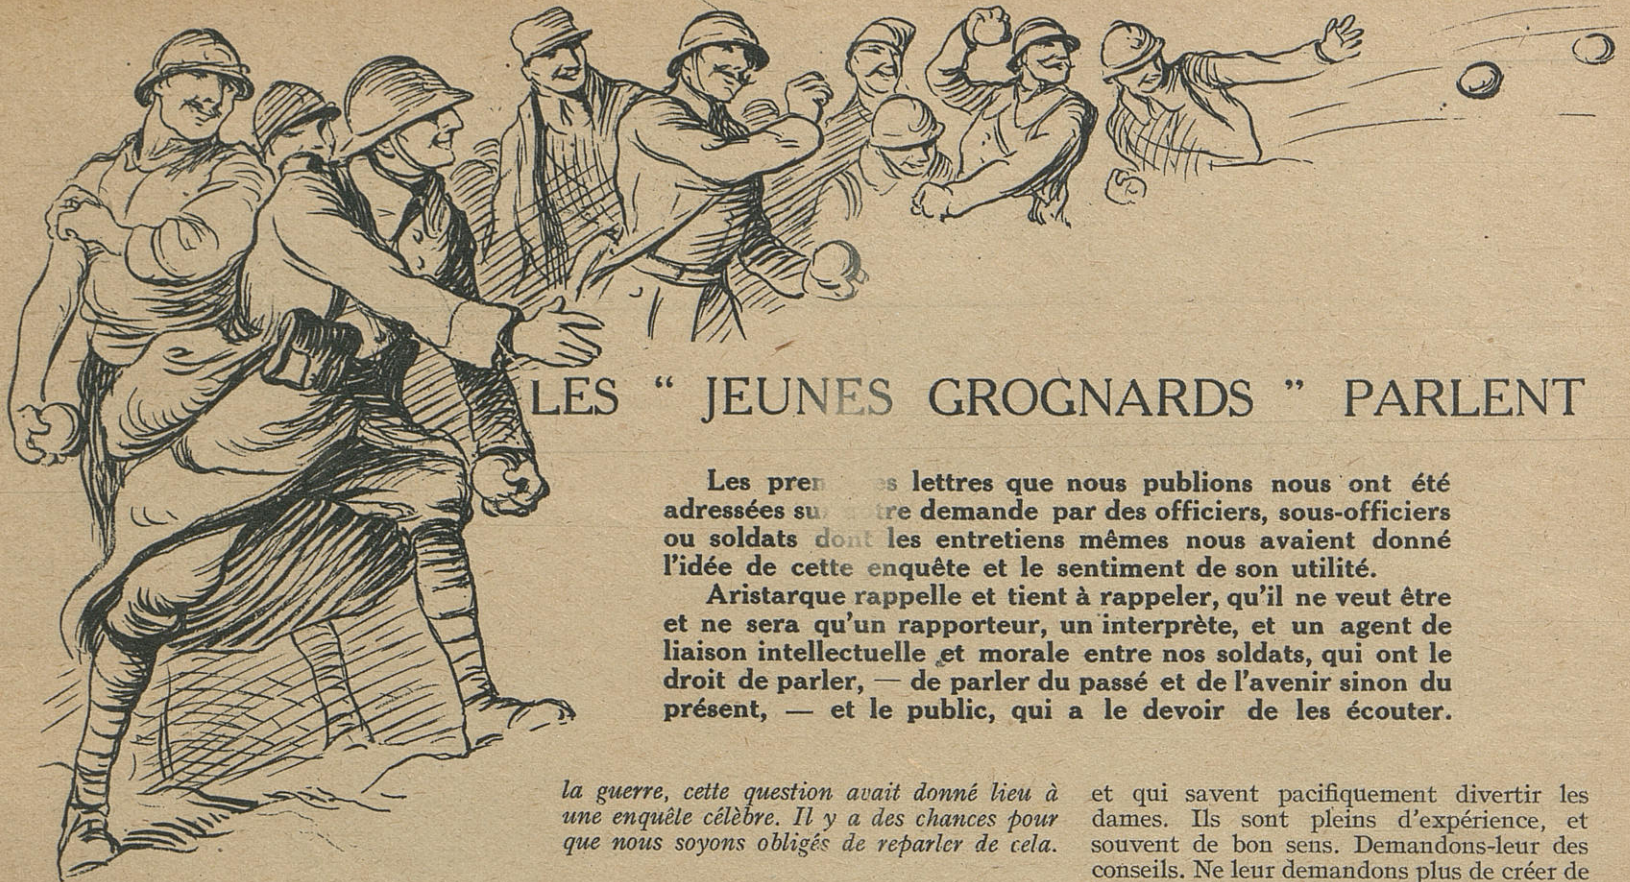 LES “ JEUNES GROGNARDS ” PARLENT
Les lettres que nous publions nous ont été
adressées demande par des officiers, sous-officiers
ou soldats dont les entretiens mêmes nous avaient donné
l'idée de cette enquête et le sentiment de son utilité.
Aristarque rappelle et tient à rappeler, qu'il ne veut être
et ne sera qu'un rapporteur, un interprète, et un agent de
liaison intellectuelle et morale entre nos soldats, qui ont le
droit de parler, — de parler du passé et de l'avenir sinon du
présent, — et le public, qui a le devoir de les écouter.
la guerre, cette question avait donné lieu à
une enquête célèbre. Il y a des chances pour
que nous soyons obligés de reparler de cela.
et qui savent pacifiquement divertir les
dames. Ils sont pleins d'expérience, et
souvent de bon sens. Demandons-leur des
conseils. Ne leur demandons plus de créer de